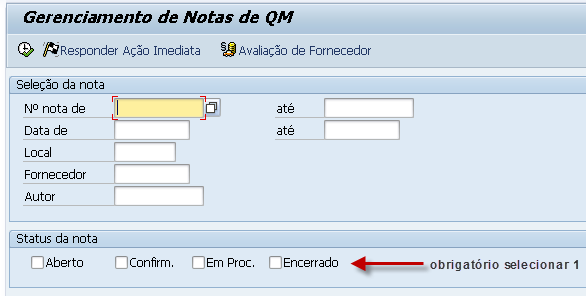 Gerenciamento de Notas de QM
Responder Ação Imediata Avaliação de Fornecedor
Seleção da nota
Nº nota de até
Data de até
Local
Fornecedor
Autor
Status da nota
Aberto Confirm. Em Proc. Encerrado obrigatório selecionar 1